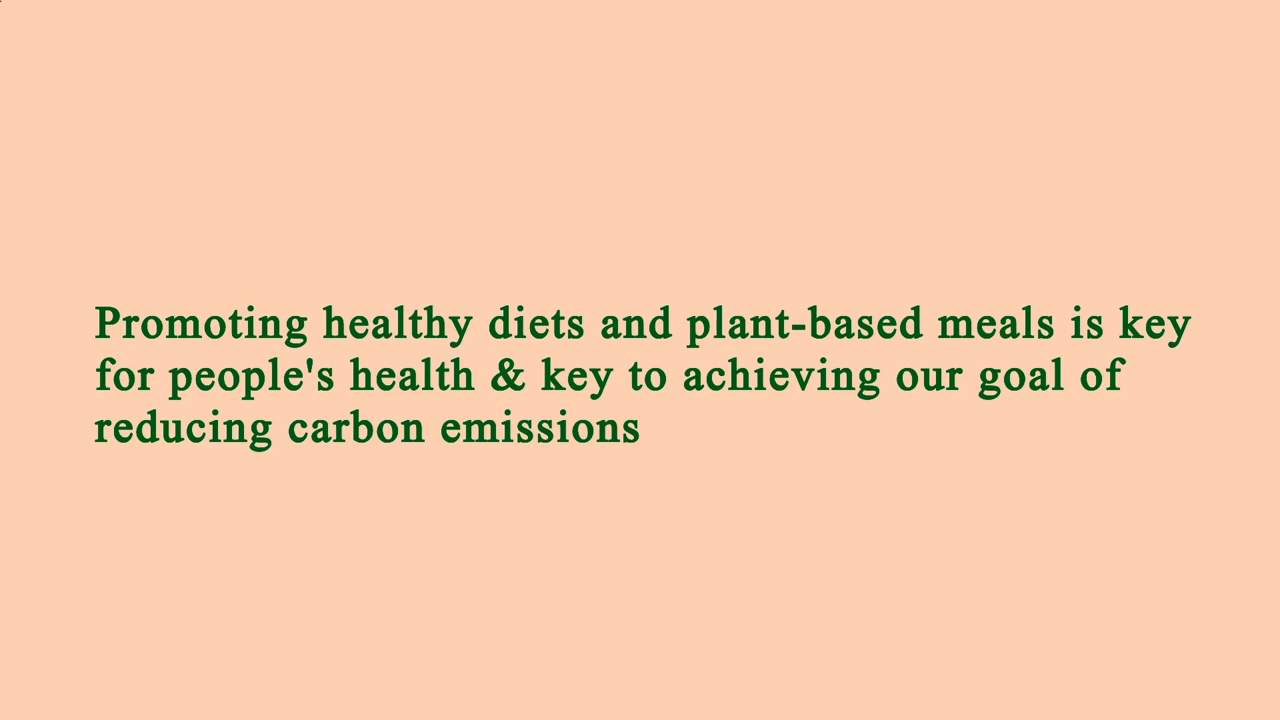 Promoting healthy diets and plant-based meals is key
for people's health & key to achieving our goal of
reducing carbon emissions